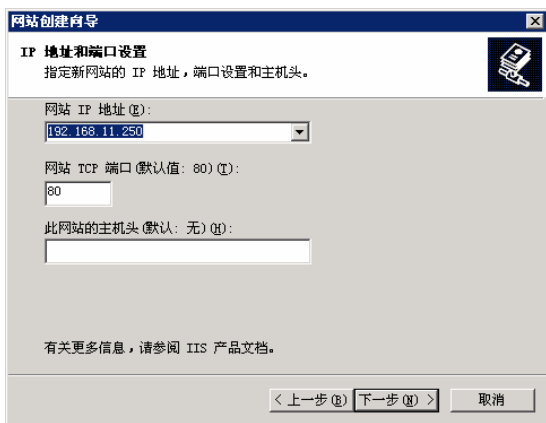 网站创建向导
IP 地址和端口设置
指定新网站的 IP 地址，端口设置和主机头。
网站 IP 地址(E):
192.168.11.250
网站 TCP 端口(默认值: 80)(T):
80
此网站的主机头(默认: 无)(H):
有关更多信息，请参阅 IIS 产品文档。
< 上一步(B) 下一步(N) > 取消